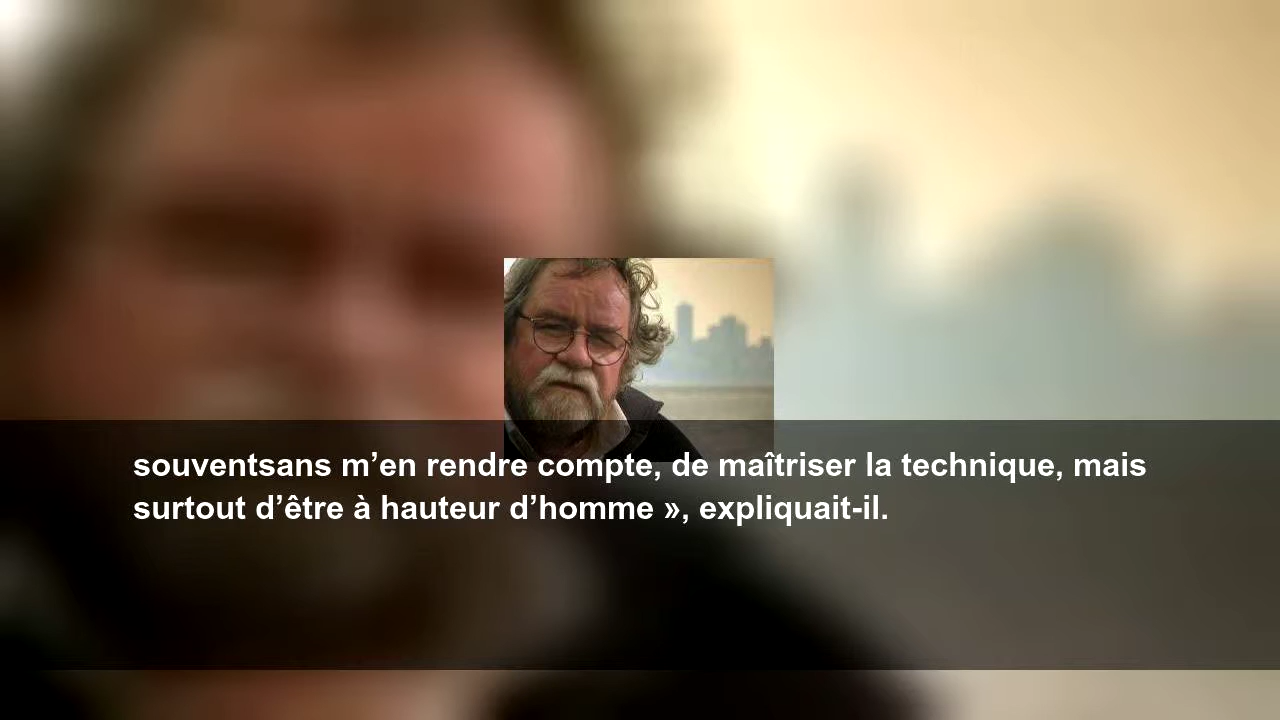 souventsans m’en rendre compte, de maîtriser la technique, mais
surtout d’être à hauteur d’homme », expliquait-il.